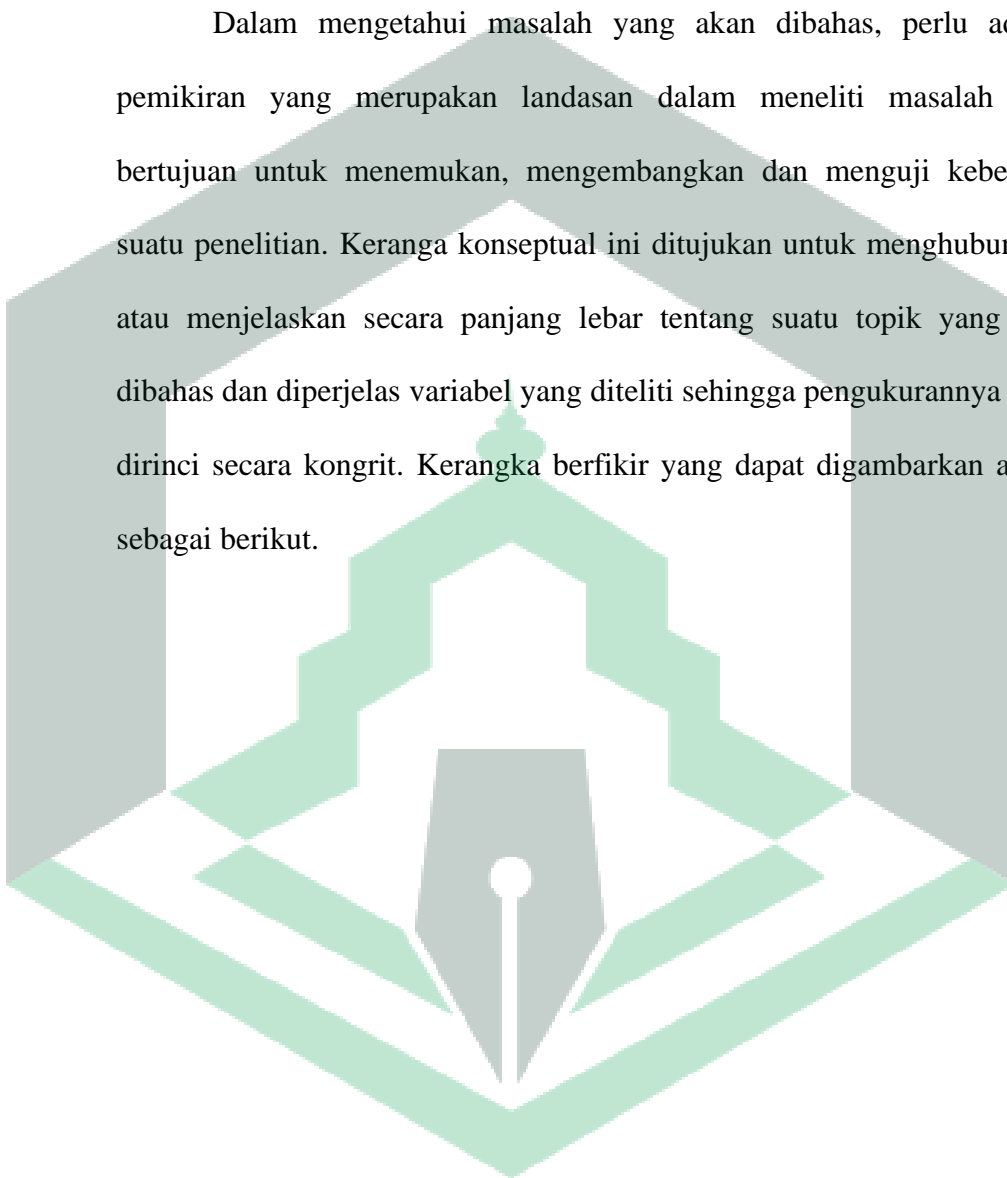 Dalam mengetahui masalah yang akan dibahas, perlu
pemikiran yang merupakan landasan dalam meneliti masalah
bertujuan untuk menemukan, mengembangkan dan menguji
suatu penelitian. Keranga konseptual ini ditujukan untuk
atau menjelaskan secara panjang lebar tentang suatu topik yang
dibahas dan diperjelas variabel yang diteliti sehingga pengukurannya
dirinci secara kongrit. Kerangka berfikir yang dapat digambarkan
sebagai berikut.